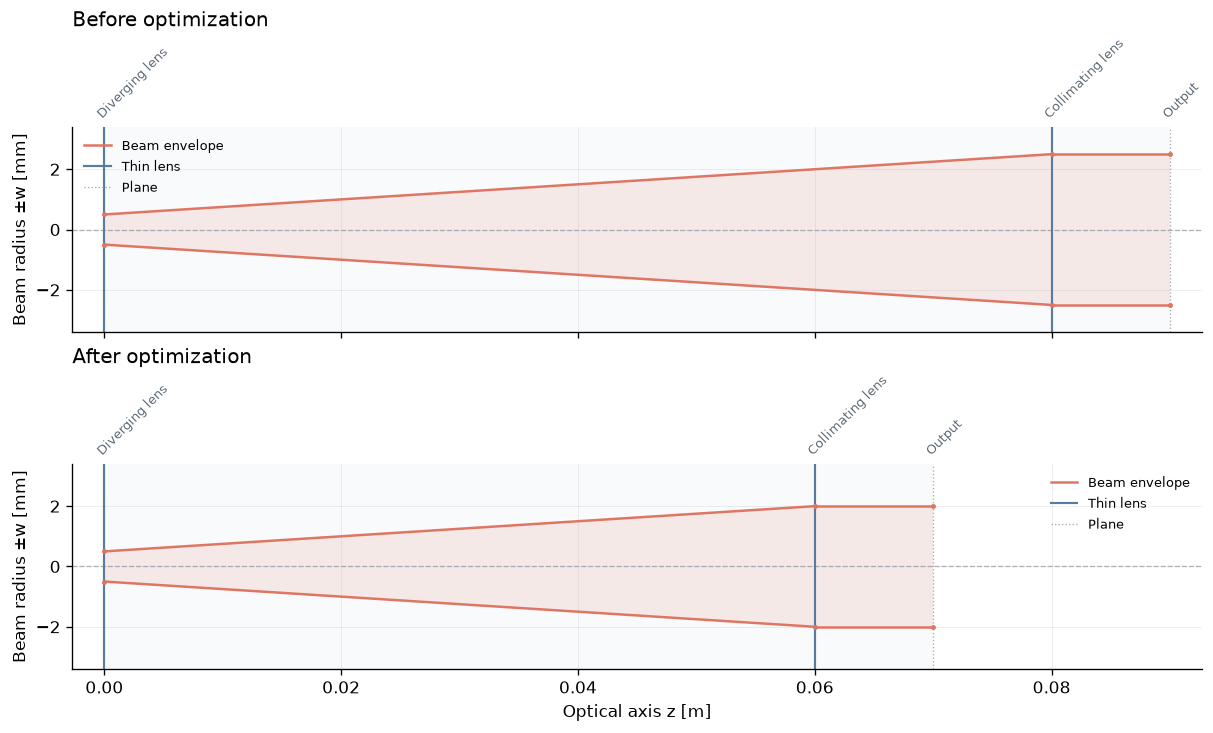 Before optimization
Diverging lens
Collimating lens
Output
Beam envelope
Thin lens
Plane
2
0
−2
Beam radius ±w [mm]
After optimization
Diverging lens
Collimating lens
Output
Beam envelope
Thin lens
Plane
2
0
−2
Beam radius ±w [mm]
0.00 0.02 0.04 0.06 0.08
Optical axis z [m]